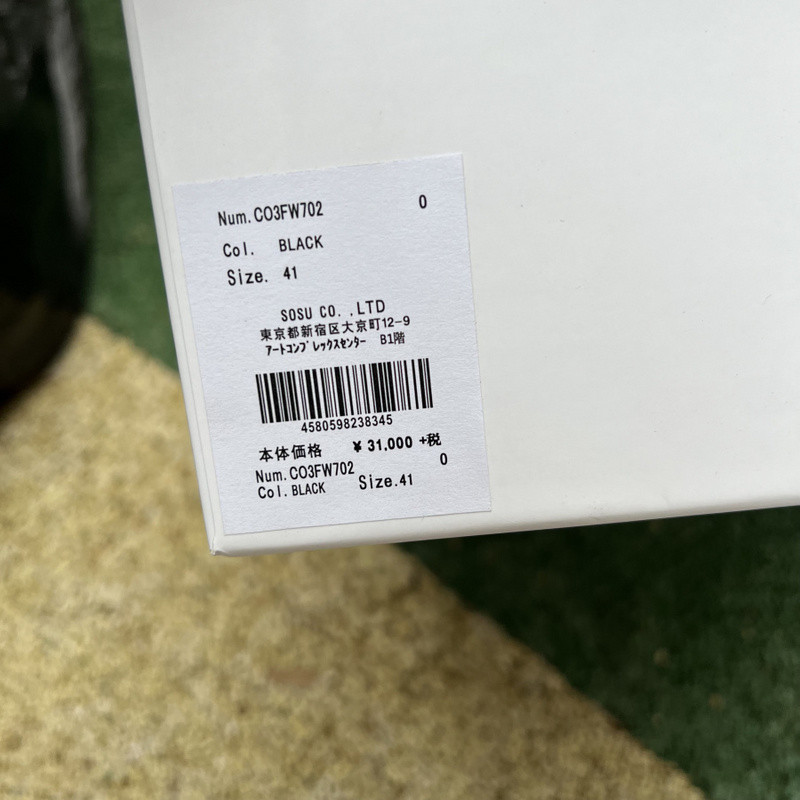 Num.CO3FW702 0
Col. BLACK
Size. 41
SOSU CO. .LTD
東京都新宿区大京町12-9
ｱｰﾄｺﾝﾌﾟﾚｯｸｽｾﾝﾀｰ B1階
4580598238345
本体価格 ¥ 31,000 +税
Num.CO3FW702 0
Col.BLACK Size.41